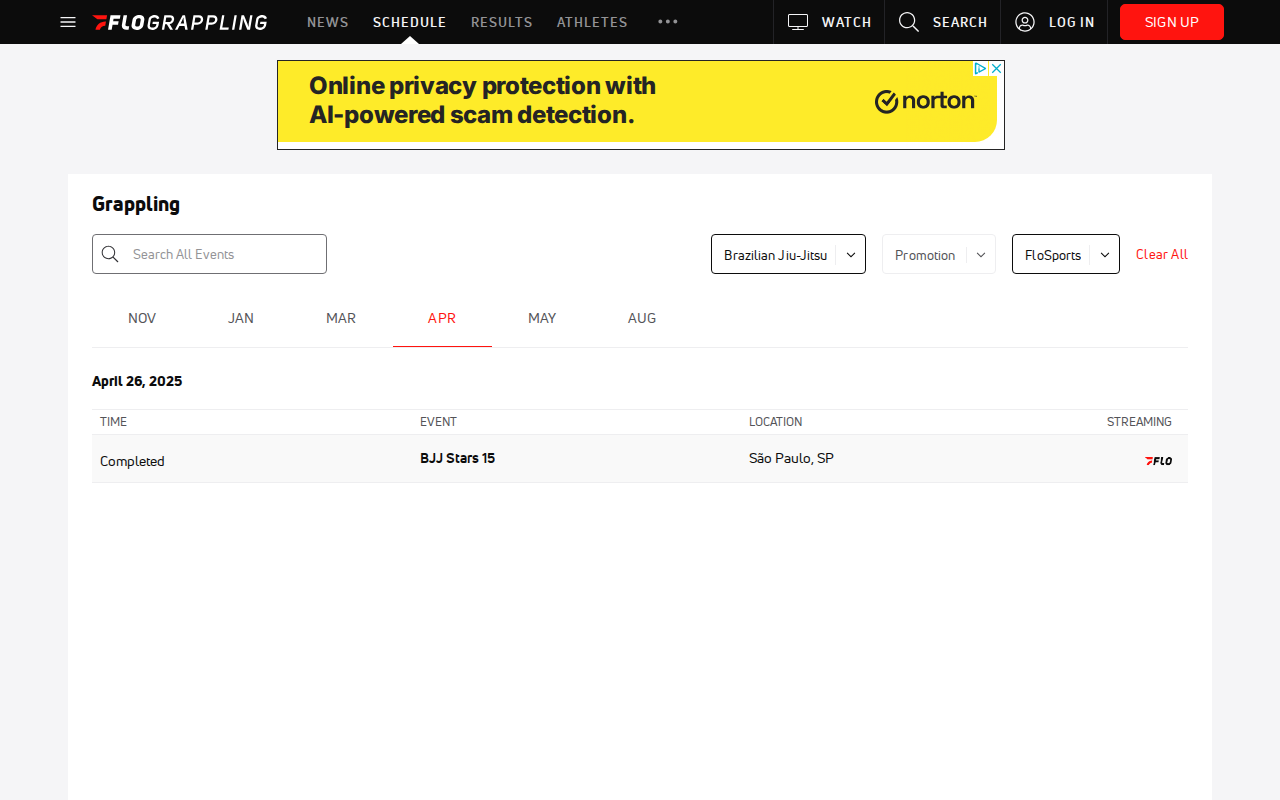 FLOGRAPPLING
NEWS
SCHEDULE
RESULTS
ATHLETES
WATCH
SEARCH
LOG IN
SIGN UP
Online privacy protection with
AI-powered scam detection.
norton
Grappling
Search All Events
Brazilian Jiu-Jitsu
Promotion
FloSports
Clear All
NOV
JAN
MAR
APR
MAY
AUG
April 26, 2025
TIME
EVENT
LOCATION
STREAMING
Completed
BJJ Stars 15
São Paulo, SP
FLO